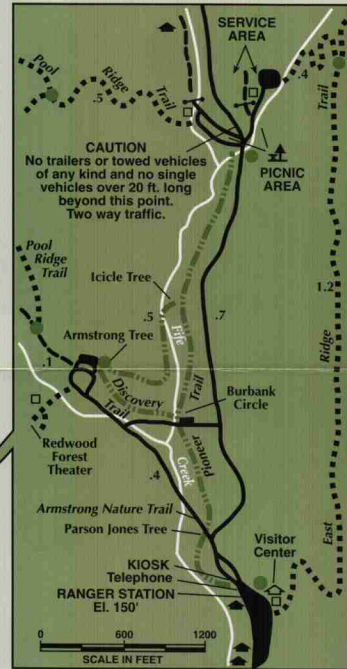 SERVICE
AREA
Pool
Ridge
Trail
.5
.4
Trail
CAUTION
No trailers or towed vehicles
of any kind and no single
vehicles over 20 ft. long
beyond this point.
Two way traffic.
PICNIC
AREA
Pool
Ridge
Trail
Icicle Tree
.5
Fife
.7
1.2
Ridge
Armstrong Tree
.1
Discovery
Trail
Trail
Burbank
Circle
Redwood
Forest
Theater
.4
Creek
Pioneer
Armstrong Nature Trail
Parson Jones Tree
East
Visitor
Center
KIOSK
Telephone
RANGER STATION
El. 150'
0 600 1200
SCALE IN FEET